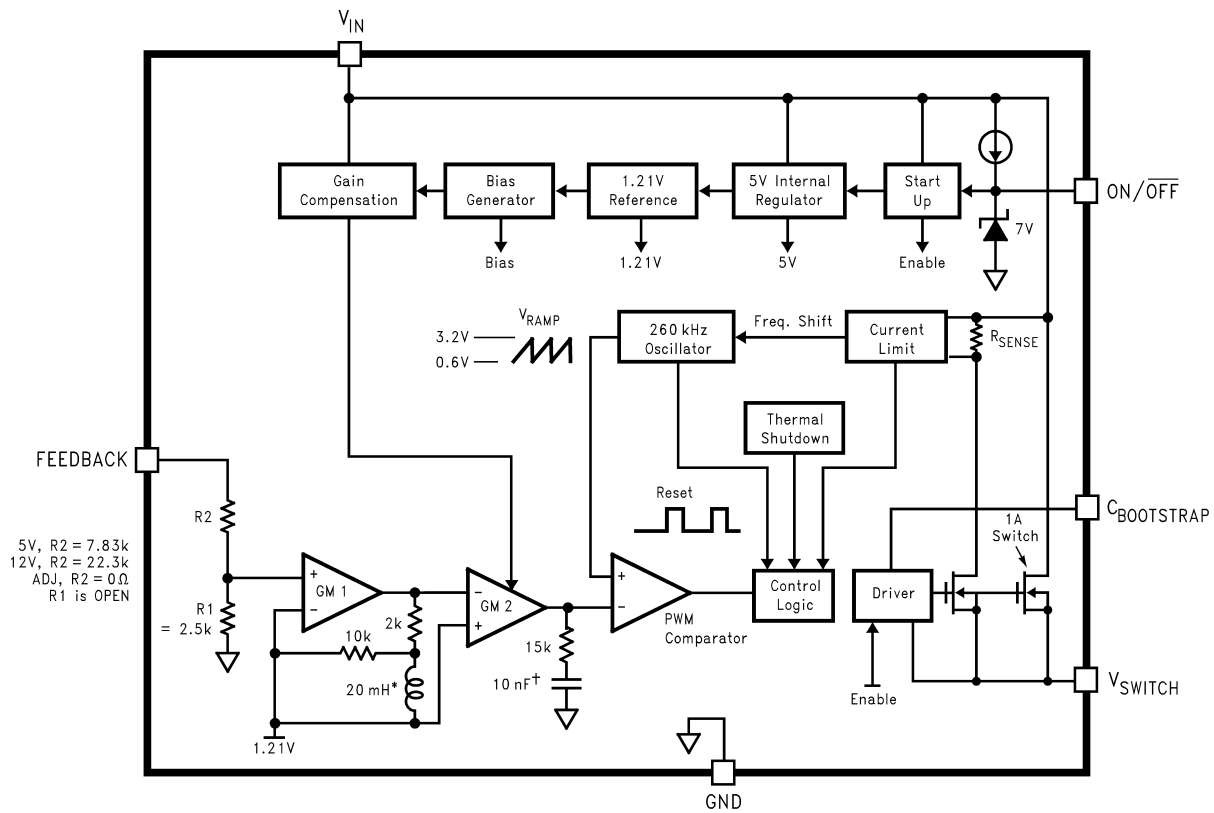 VIN
Gain
Compensation
Bias
Generator
1.21V
Reference
5V Internal
Regulator
Start
Up
ON/OFF
7V
Bias
1.21V
5V
Enable
VRAMP
3.2V
0.6V
260 kHz
Oscillator
Freq. Shift
Current
Limit
RSENSE
Thermal
Shutdown
FEEDBACK
Reset
CBOOTSTRAP
R2
1A
Switch
5V, R2 = 7.83k
12V, R2 = 22.3k
ADJ, R2 = 0Ω
R1 is OPEN
R1
= 2.5k
+
GM 1
−
−
GM 2
+
+
−
PWM
Comparator
Control
Logic
Driver
2k
10k
20 mH*
15k
10 nF†
Enable
VSWITCH
1.21V
GND